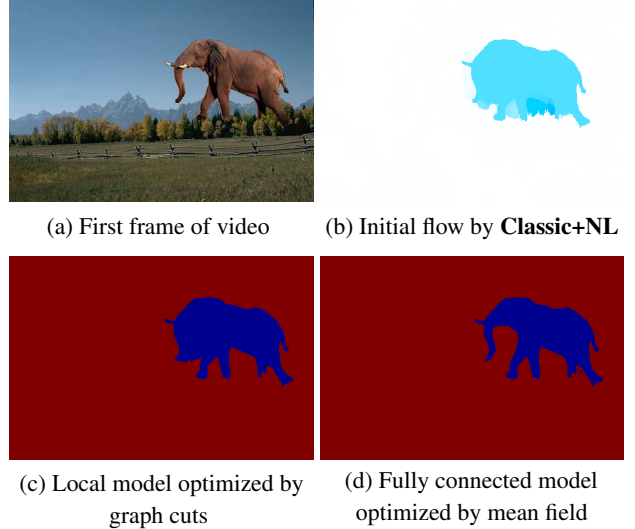 (a) First frame of video
(b) Initial flow by Classic+NL
(c) Local model optimized by
graph cuts
(d) Fully connected model
optimized by mean field